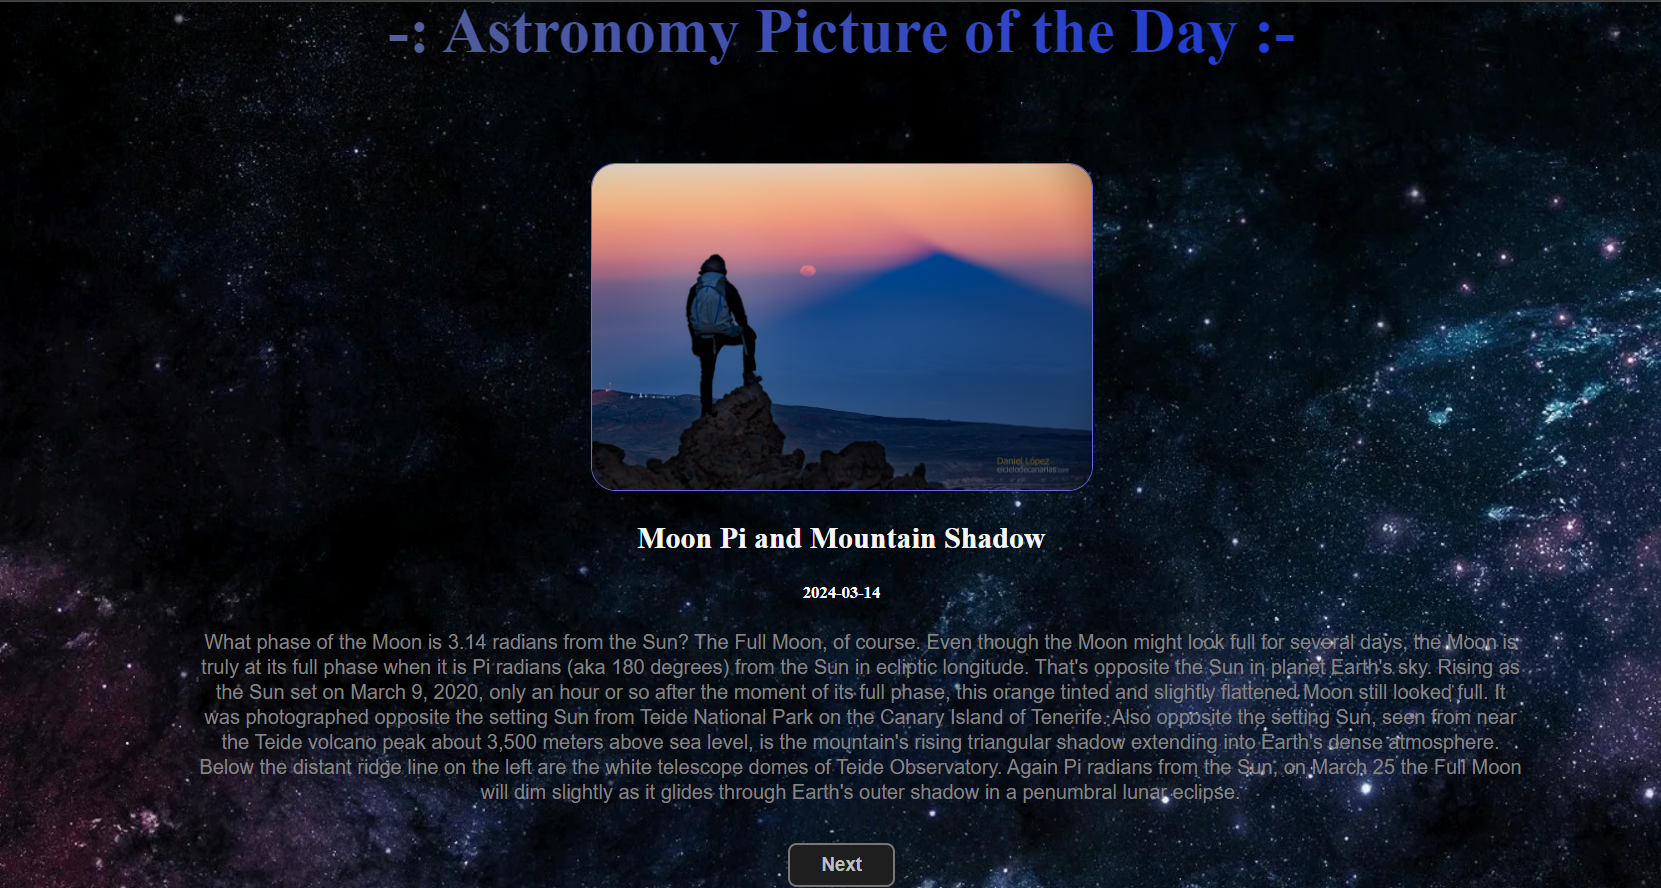 -: Astronomy Picture of the Day :-
Daniel López
elcielodecanarias.com
Moon Pi and Mountain Shadow
2024-03-14
What phase of the Moon is 3.14 radians from the Sun? The Full Moon, of course. Even though the Moon might look full for several days, the Moon is
truly at its full phase when it is Pi radians (aka 180 degrees) from the Sun in ecliptic longitude. That's opposite the Sun in planet Earth's sky. Rising as
the Sun set on March 9, 2020, only an hour or so after the moment of its full phase, this orange tinted and slightly flattened Moon still looked full. It
was photographed opposite the setting Sun from Teide National Park on the Canary Island of Tenerife. Also opposite the setting Sun, seen from near
the Teide volcano peak about 3,500 meters above sea level, is the mountain's rising triangular shadow extending into Earth's dense atmosphere.
Below the distant ridge line on the left are the white telescope domes of Teide Observatory. Again Pi radians from the Sun, on March 25 the Full Moon
will dim slightly as it glides through Earth's outer shadow in a penumbral lunar eclipse.
Next